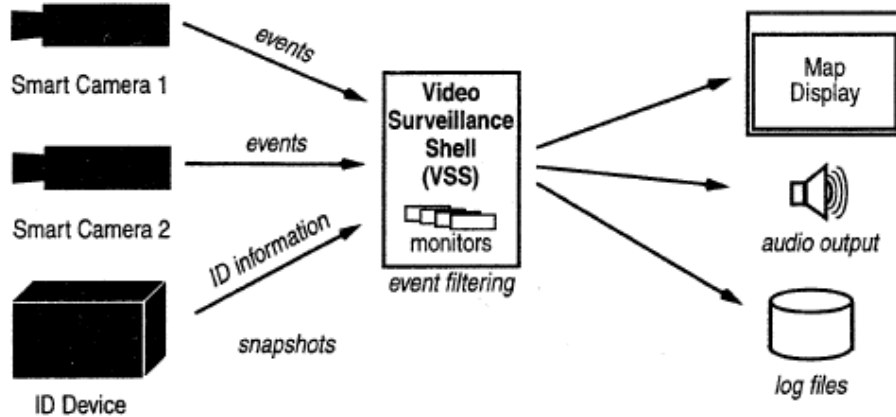 Smart Camera 1
events
Smart Camera 2
events
ID Device
ID information
snapshots
Video
Surveillance
Shell
(VSS)
monitors
event filtering
Map
Display
audio output
log files